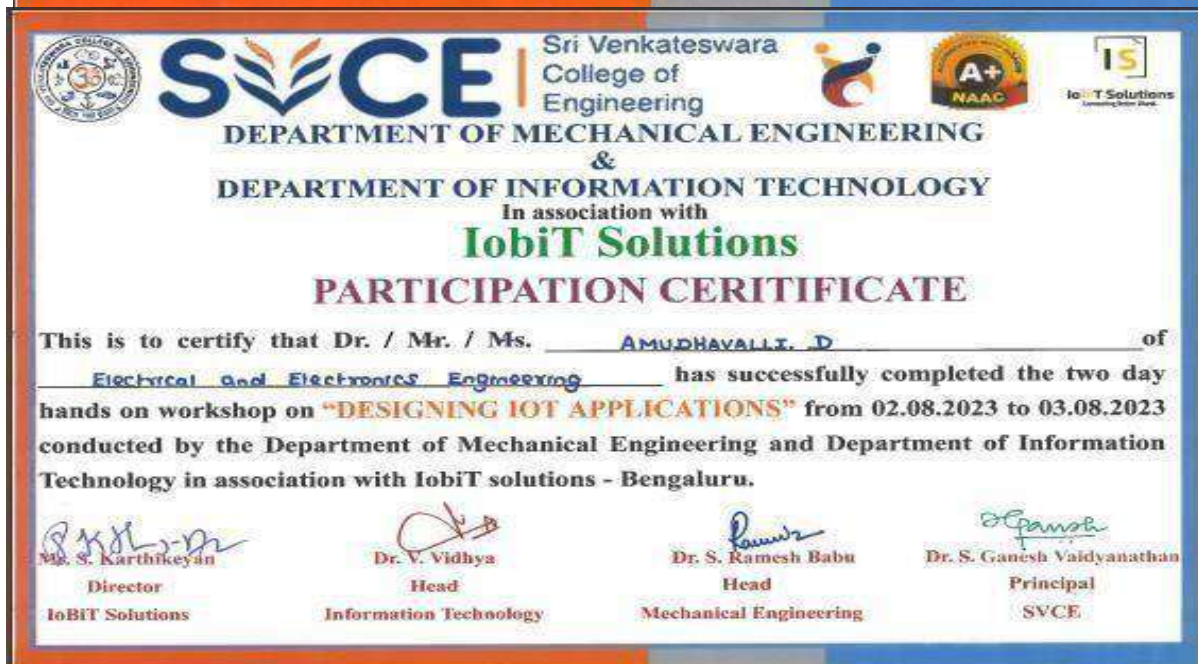 SVCE
Sri Venkateswara
College of
Engineering
A+
NAAC
IS
T Solutions
DEPARTMENT OF MECHANICAL ENGINEERING
&
DEPARTMENT OF INFORMATION TECHNOLOGY
In association with
IobiT Solutions
PARTICIPATION CERITIFICATE
This is to certify that Dr. / Mr. / Ms. AMUDHAVALLI. D of
Electrical and Electronics Engineering has successfully completed the two day
hands on workshop on “DESIGNING IOT APPLICATIONS” from 02.08.2023 to 03.08.2023
conducted by the Department of Mechanical Engineering and Department of Information
Technology in association with IobiT solutions - Bengaluru.
Mr. S. Karthikeyan
Director
IoBiT Solutions
Dr. V. Vidhya
Head
Information Technology
Dr. S. Ramesh Babu
Head
Mechanical Engineering
Dr. S. Ganesh Vaidyanathan
Principal
SVCE